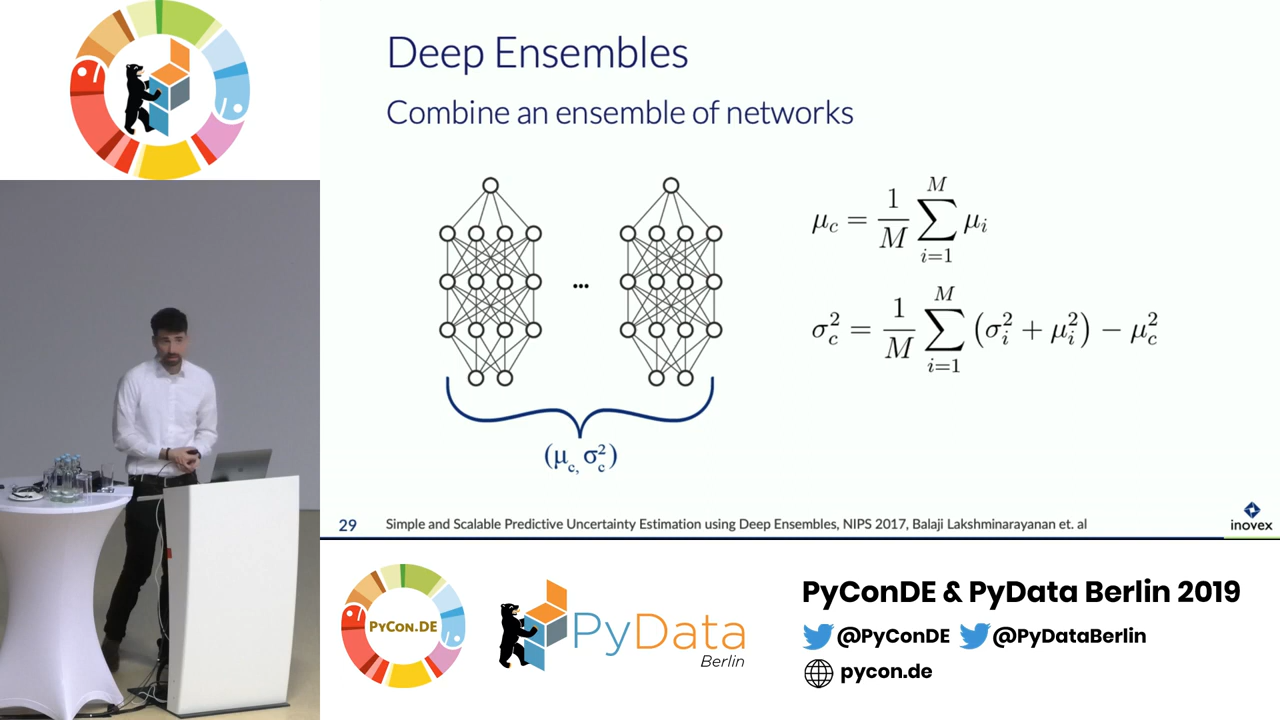 Deep Ensembles
Combine an ensemble of networks
...
(μ_c, σ_c^2)
μ_c = 1/M ∑_{i=1}^{M} μ_i
σ_c^2 = 1/M ∑_{i=1}^{M} (σ_i^2 + μ_i^2) − μ_c^2
29
Simple and Scalable Predictive Uncertainty Estimation using Deep Ensembles, NIPS 2017, Balaji Lakshminarayanan et. al
inovex
PYCON.DE
PyData
Berlin
PyConDE & PyData Berlin 2019
@PyConDE @PyDataBerlin
pycon.de